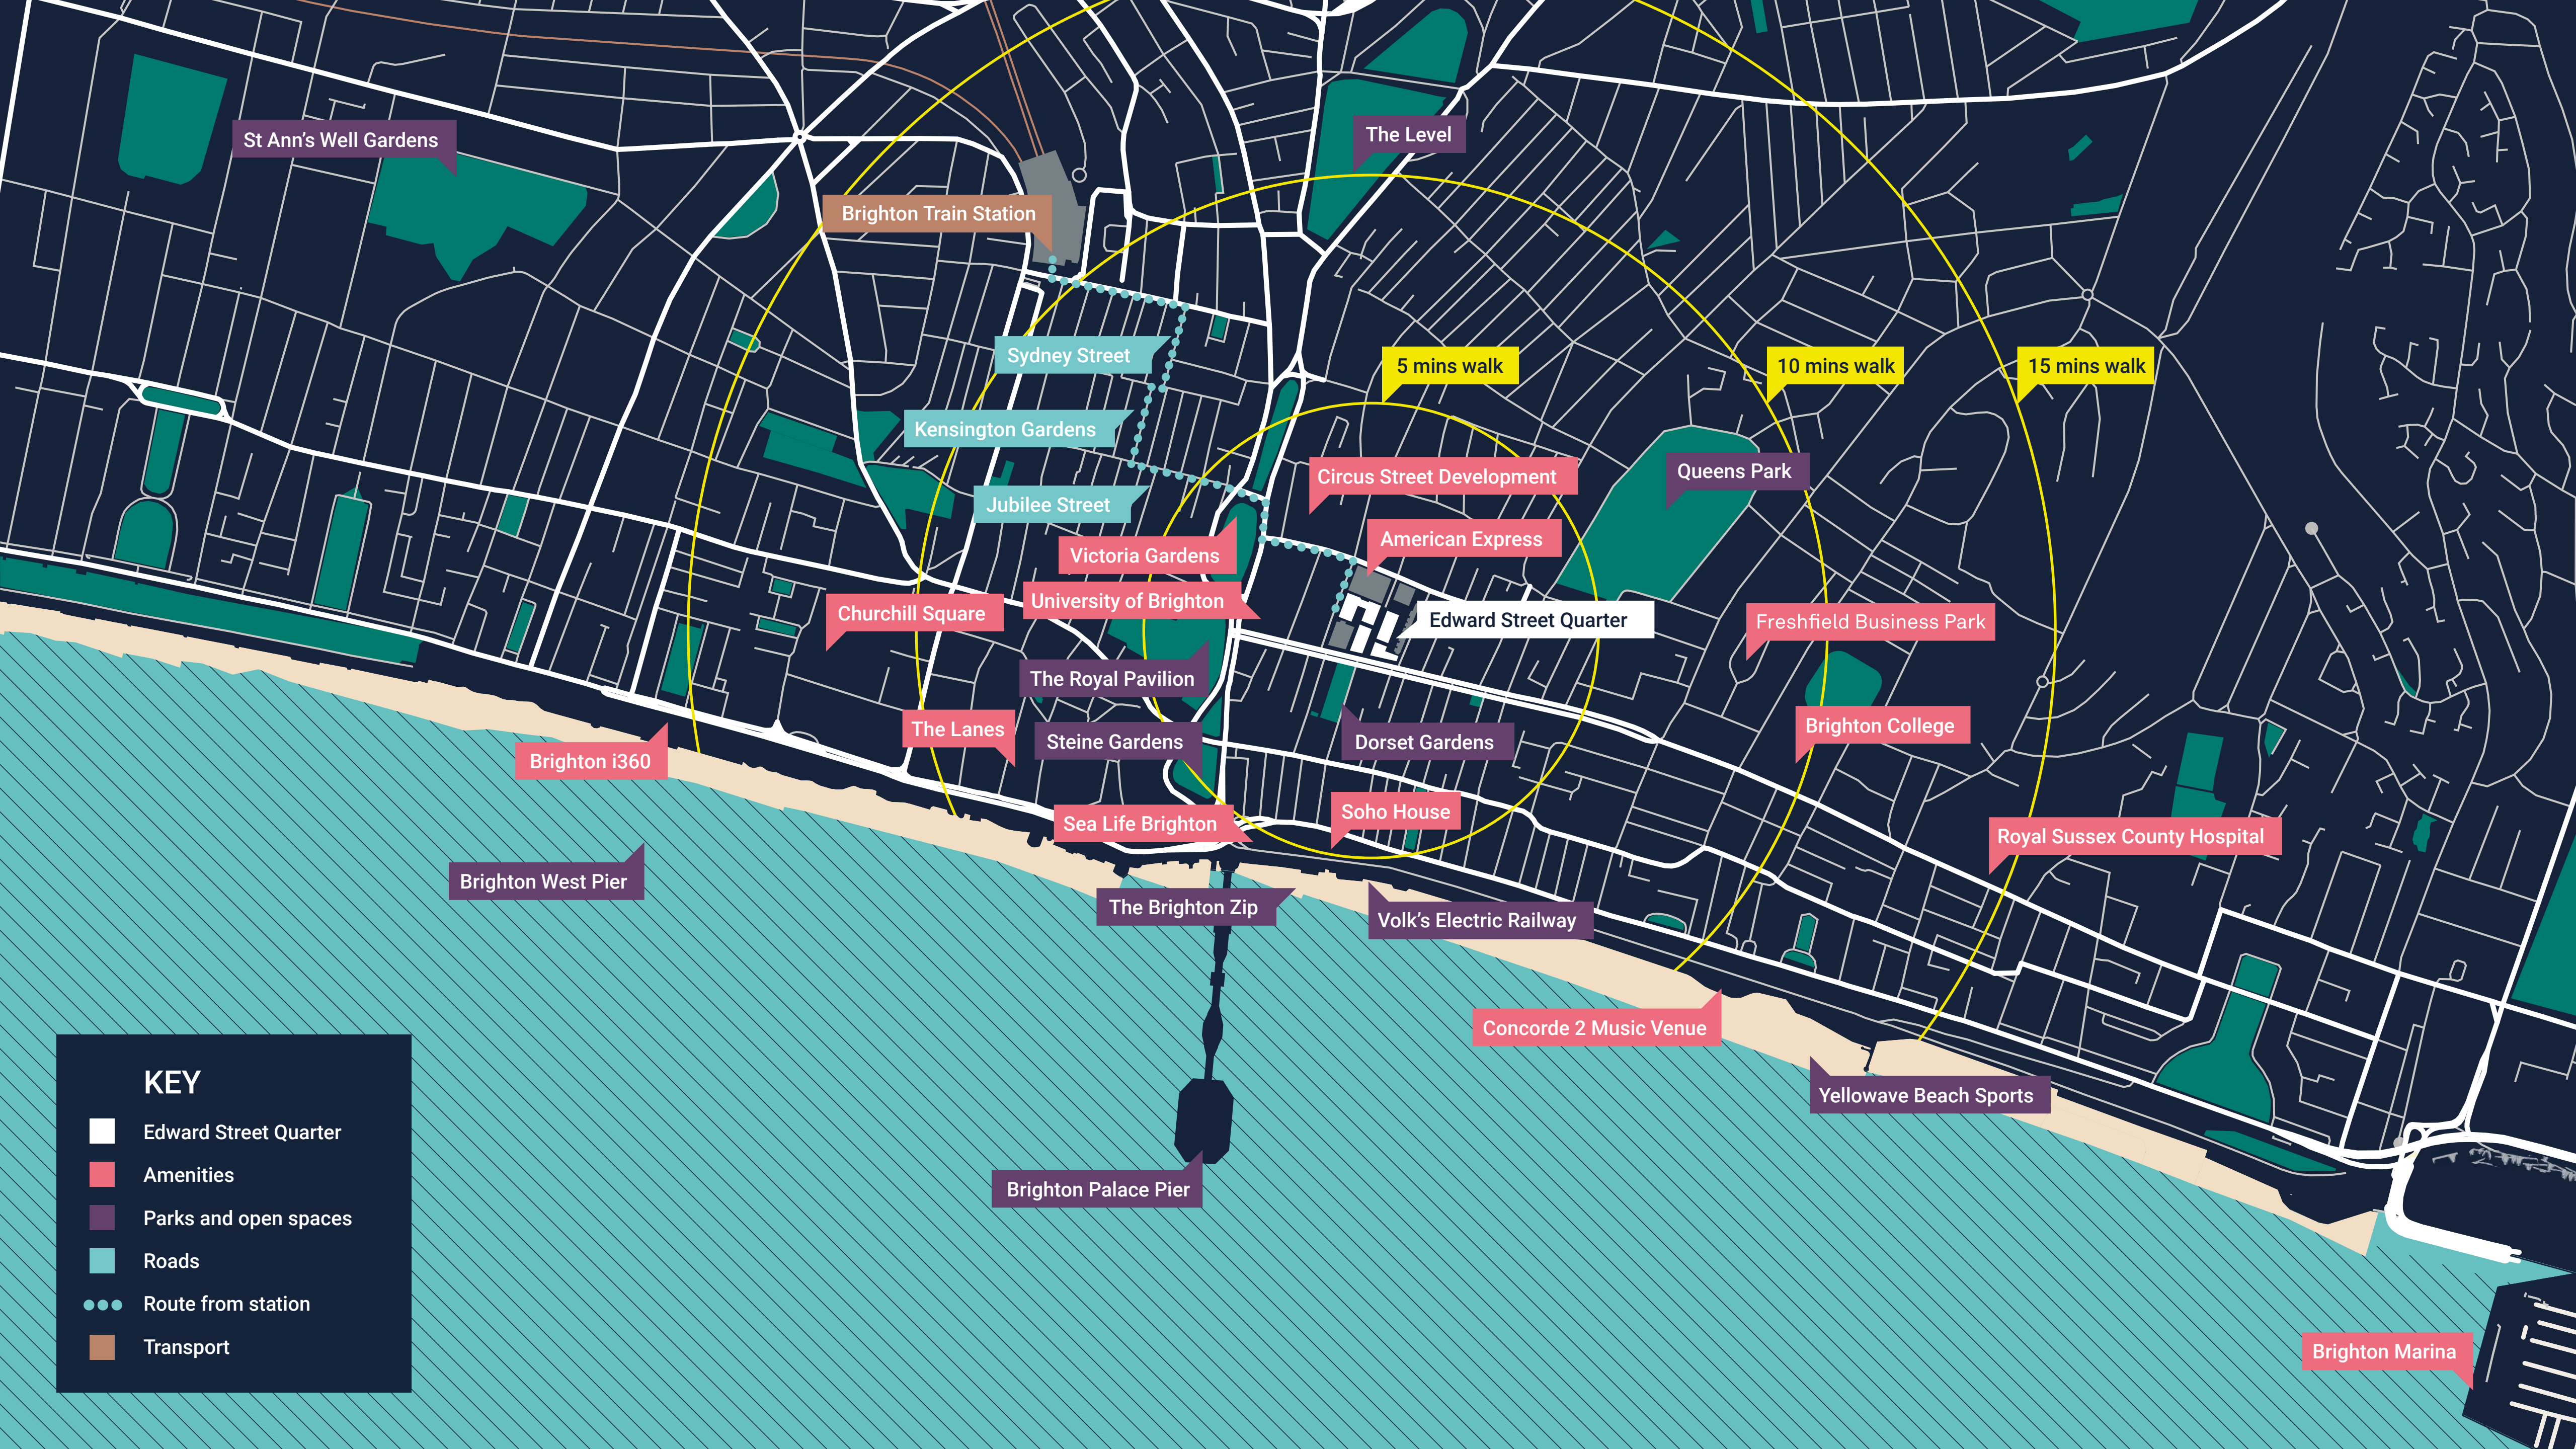 St Ann’s Well Gardens
The Level
Brighton Train Station
Sydney Street
5 mins walk
10 mins walk
15 mins walk
Kensington Gardens
Circus Street Development
Queens Park
Jubilee Street
American Express
Victoria Gardens
University of Brighton
Churchill Square
Edward Street Quarter
Freshfield Business Park
The Royal Pavilion
The Lanes
Steine Gardens
Dorset Gardens
Brighton College
Brighton i360
Soho House
Sea Life Brighton
Royal Sussex County Hospital
Brighton West Pier
The Brighton Zip
Volk’s Electric Railway
Concorde 2 Music Venue
Yellowave Beach Sports
Brighton Palace Pier
Brighton Marina
KEY
Edward Street Quarter
Amenities
Parks and open spaces
Roads
Route from station
Transport